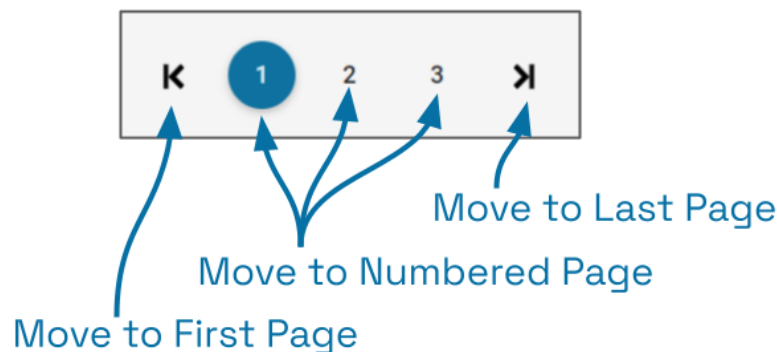 1 2 3
Move to Last Page
Move to Numbered Page
Move to First Page